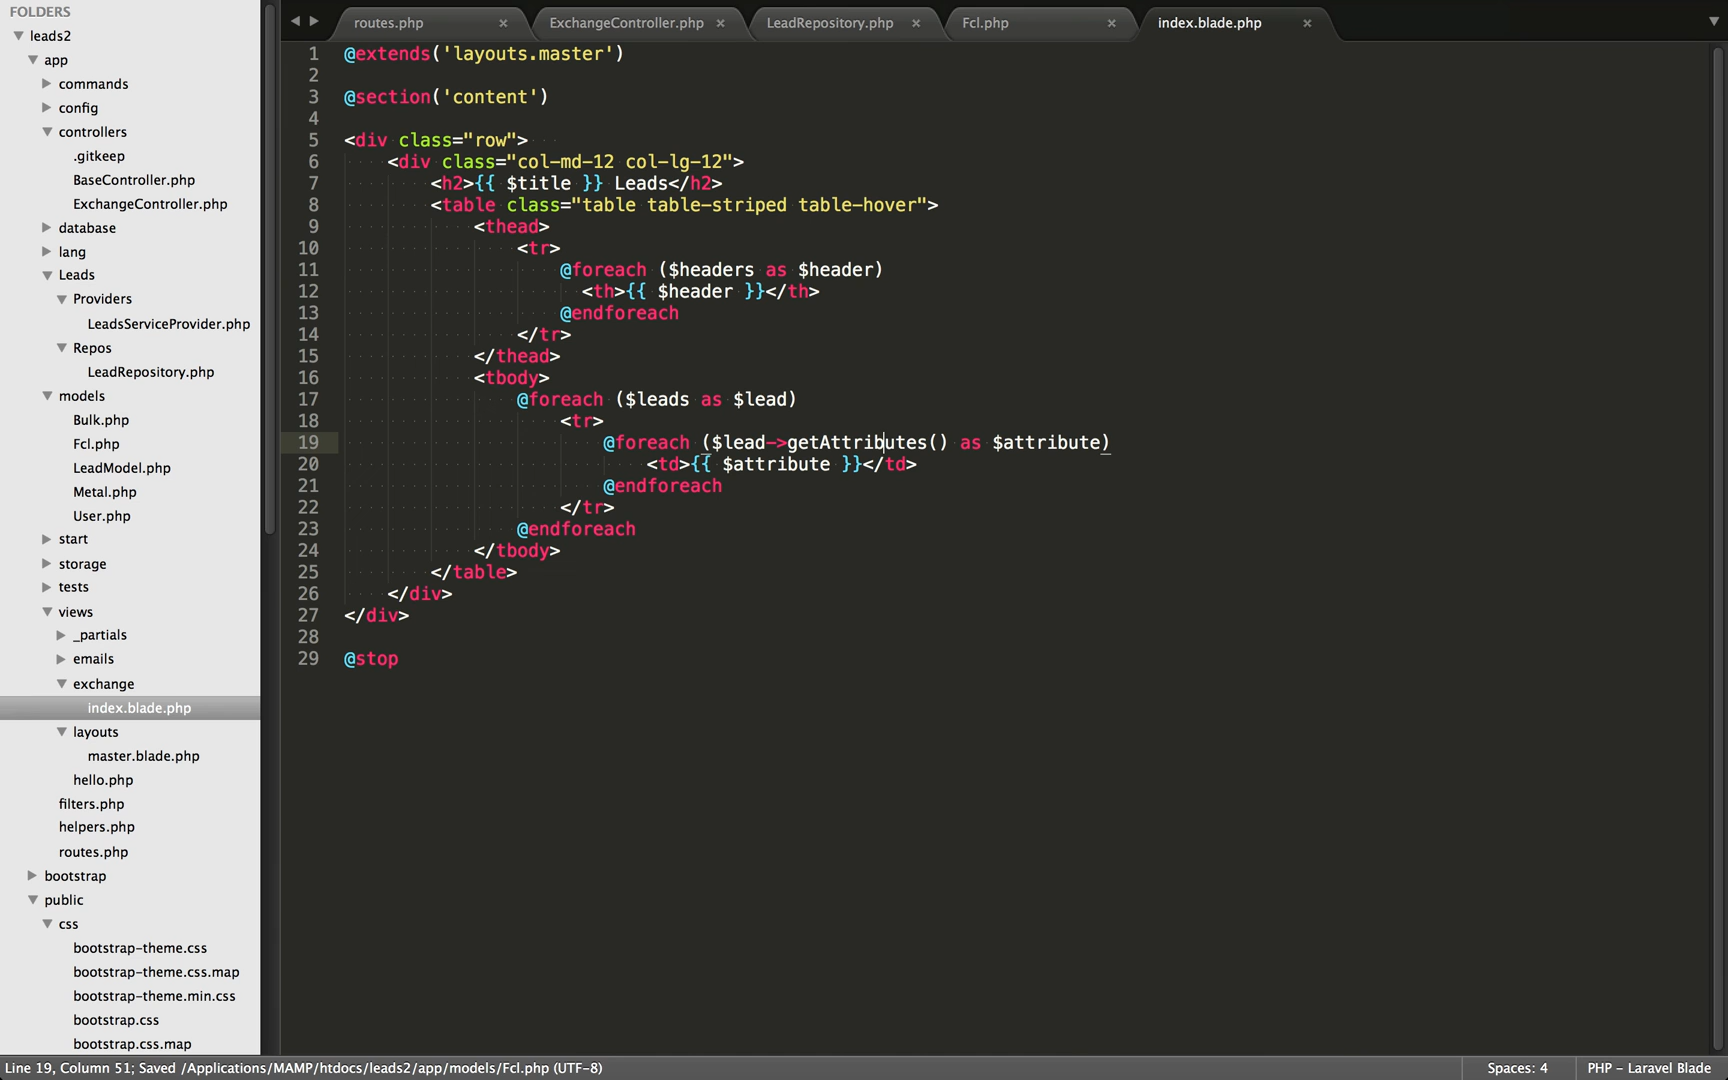 FOLDERS
leads2
app
commands
config
controllers
.gitkeep
BaseController.php
ExchangeController.php
database
lang
Leads
Providers
LeadsServiceProvider.php
Repos
LeadRepository.php
models
Bulk.php
Fcl.php
LeadModel.php
Metal.php
User.php
start
storage
tests
views
_partials
emails
exchange
index.blade.php
layouts
master.blade.php
hello.php
filters.php
helpers.php
routes.php
bootstrap
public
css
bootstrap-theme.css
bootstrap-theme.css.map
bootstrap-theme.min.css
bootstrap.css
bootstrap.css.map
routes.php × ExchangeController.php × LeadRepository.php × Fcl.php × index.blade.php ×
1 @extends('layouts.master')
2
3 @section('content')
4
5 <div class="row">
6 <div class="col-md-12 col-lg-12">
7 <h2>{{ $title }} Leads</h2>
8 <table class="table table-striped table-hover">
9 <thead>
10 <tr>
11 @foreach ($headers as $header)
12 <th>{{ $header }}</th>
13 @endforeach
14 </tr>
15 </thead>
16 <tbody>
17 @foreach ($leads as $lead)
18 <tr>
19 @foreach ($lead->getAttributes() as $attribute)
20 <td>{{ $attribute }}</td>
21 @endforeach
22 </tr>
23 @endforeach
24 </tbody>
25 </table>
26 </div>
27 </div>
28
29 @stop
Line 19, Column 51; Saved /Applications/MAMP/htdocs/leads2/app/models/Fcl.php (UTF-8) Spaces: 4 PHP - Laravel Blade